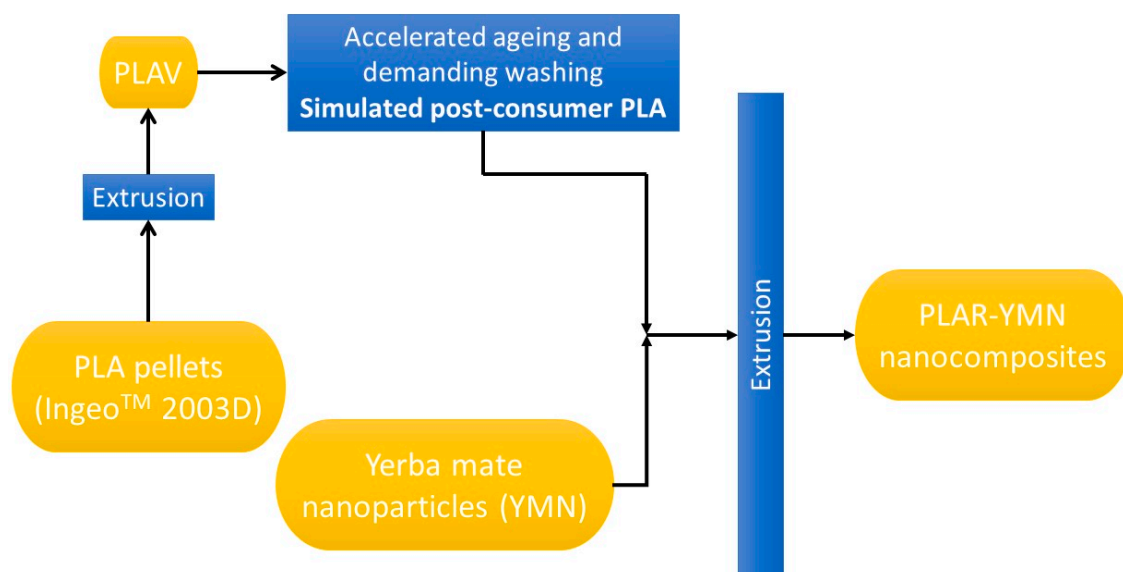 PLAV
Accelerated ageing and
demanding washing
Simulated post-consumer PLA
Extrusion
PLA pellets
(Ingeo™ 2003D)
Yerba mate
nanoparticles (YMN)
Extrusion
PLAR-YMN
nanocomposites